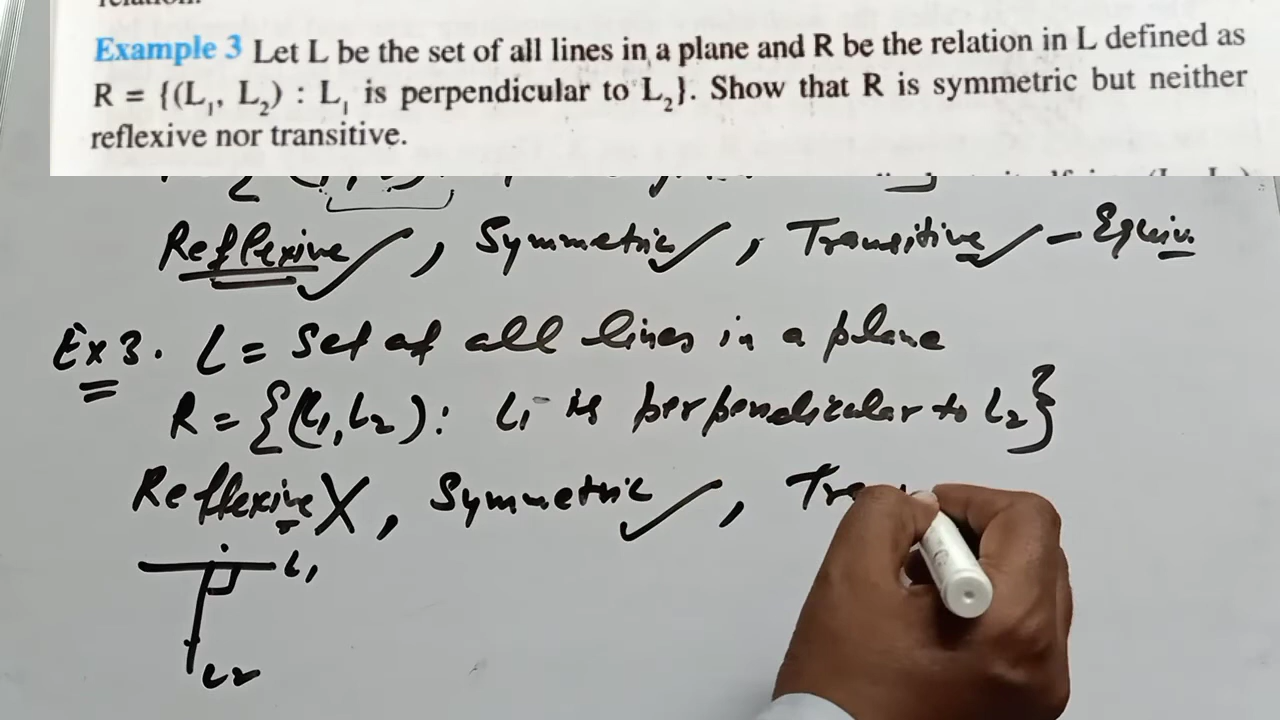 relation.
Example 3 Let L be the set of all lines in a plane and R be the relation in L defined as
R = {(L₁, L₂) : L₁ is perpendicular to L₂}. Show that R is symmetric but neither
reflexive nor transitive.
Reflexive ✓, Symmetric ✓, Transitive ✓ – Equiv.
Ex 3. L = Set of all lines in a plane
R = {(L₁, L₂) : L₁ is perpendicular to L₂}
Reflexive X, Symmetric ✓, Tra
L₁
L₂